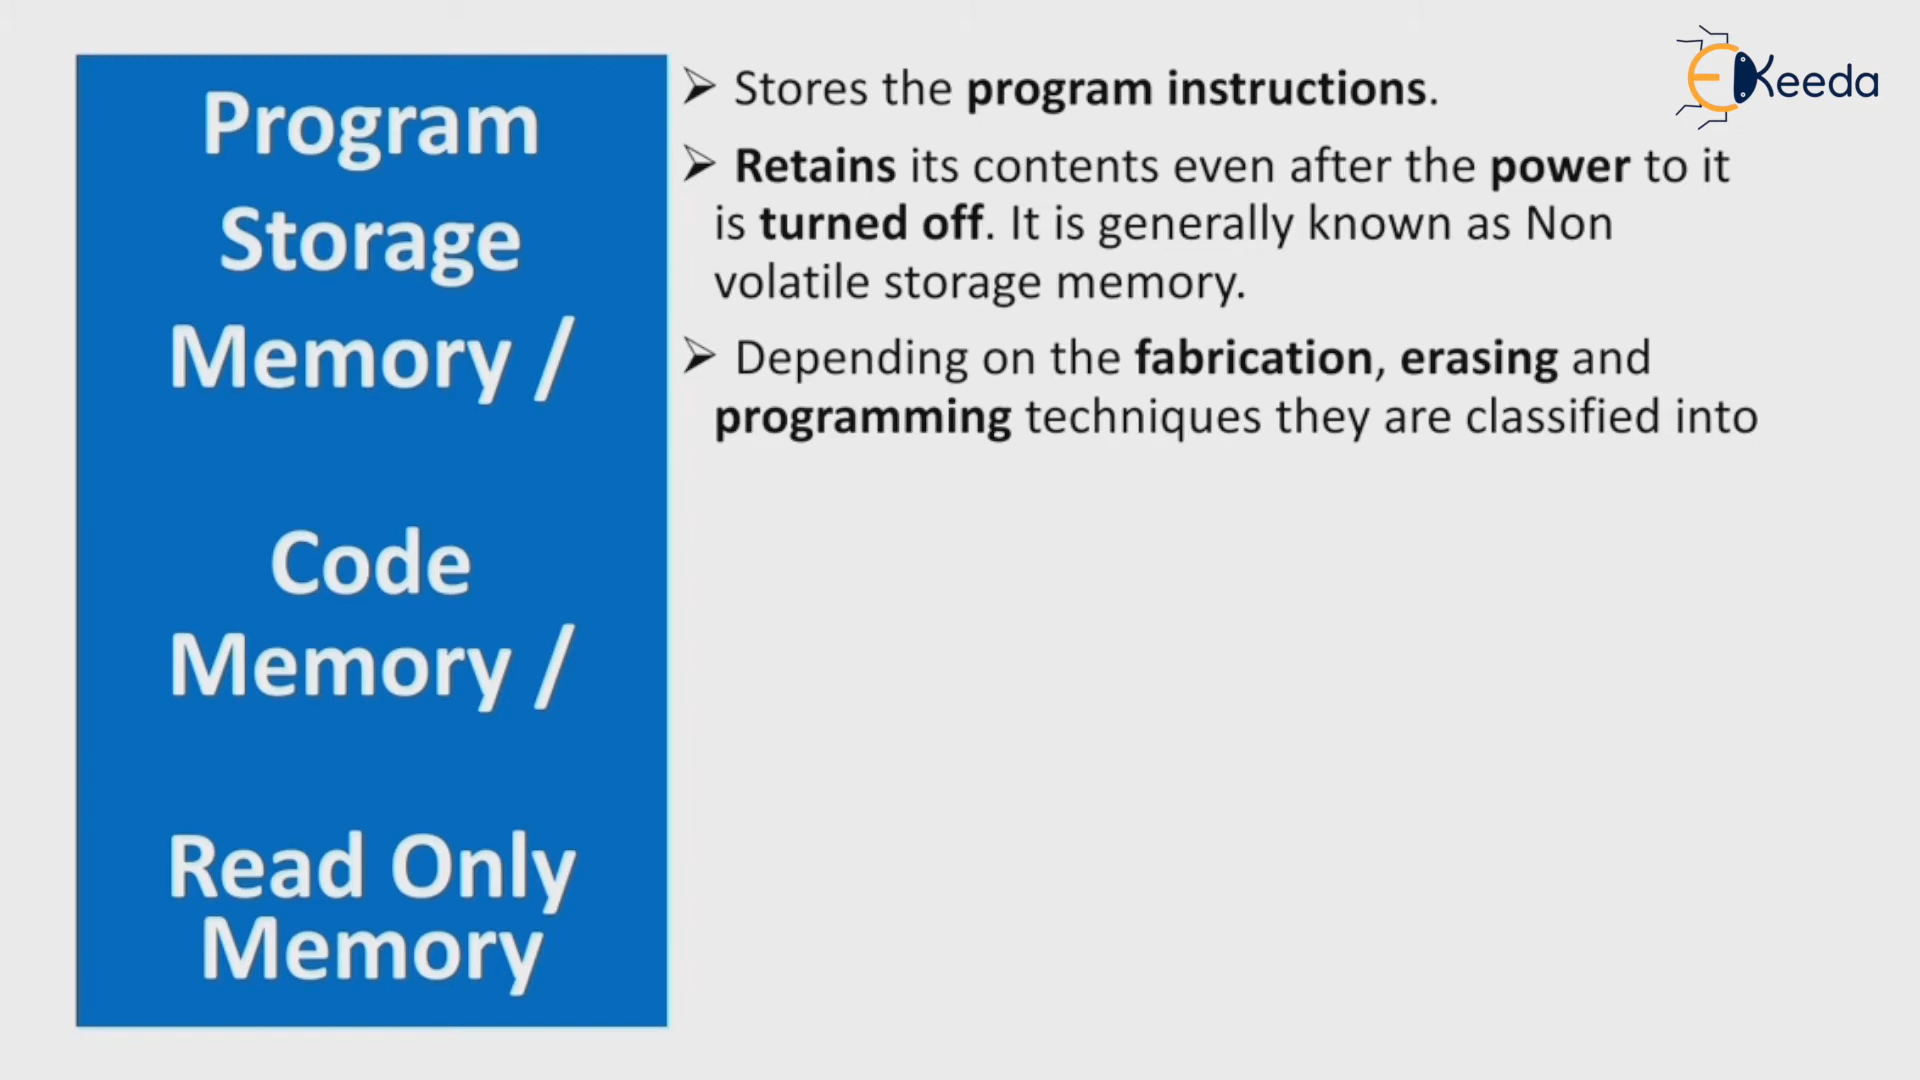 Program
Storage
Memory /
Code
Memory /
Read Only
Memory
➢ Stores the program instructions.
➢ Retains its contents even after the power to it
is turned off. It is generally known as Non
volatile storage memory.
➢ Depending on the fabrication, erasing and
programming techniques they are classified into
EKeeda